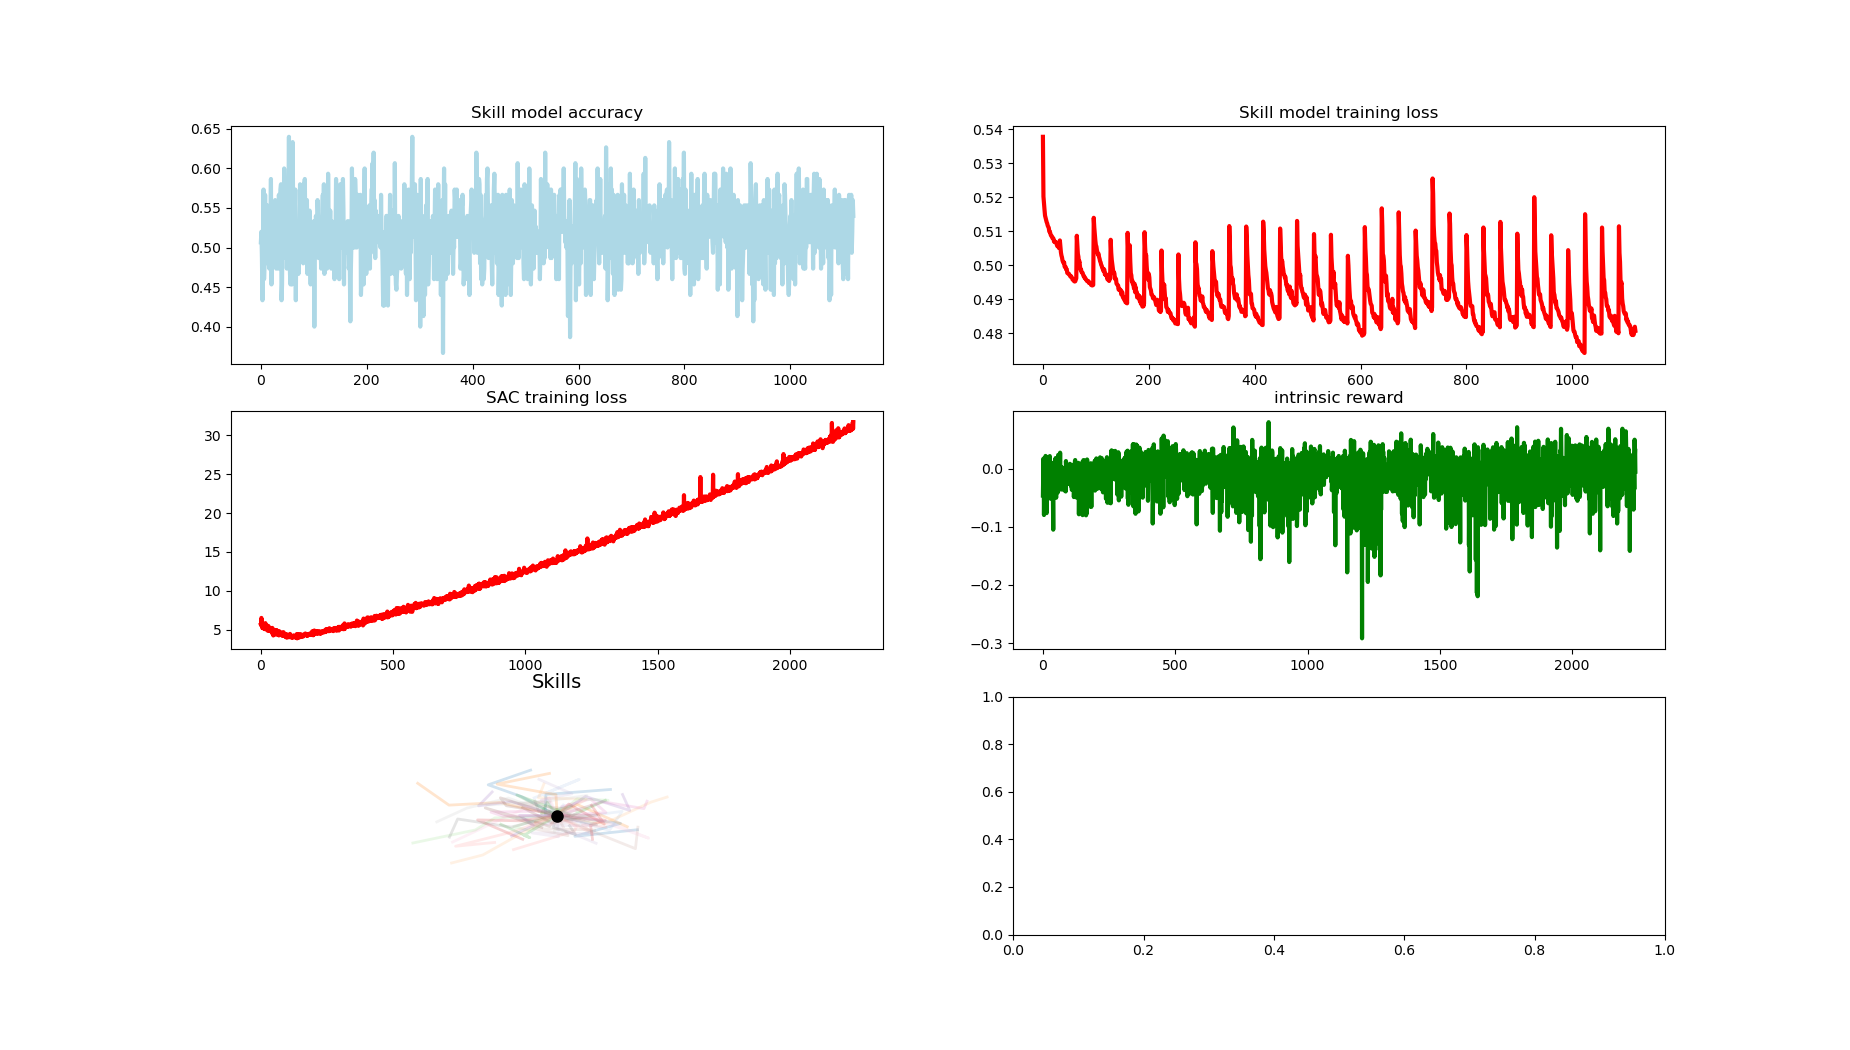 Skill model accuracy
0.65
0.60
0.55
0.50
0.45
0.40
0 200 400 600 800 1000
Skill model training loss
0.54
0.53
0.52
0.51
0.50
0.49
0.48
0 200 400 600 800 1000
SAC training loss
30
25
20
15
10
5
0 500 1000 1500 2000
intrinsic reward
0.0
−0.1
−0.2
−0.3
0 500 1000 1500 2000
Skills
1.0
0.8
0.6
0.4
0.2
0.0
0.0 0.2 0.4 0.6 0.8 1.0